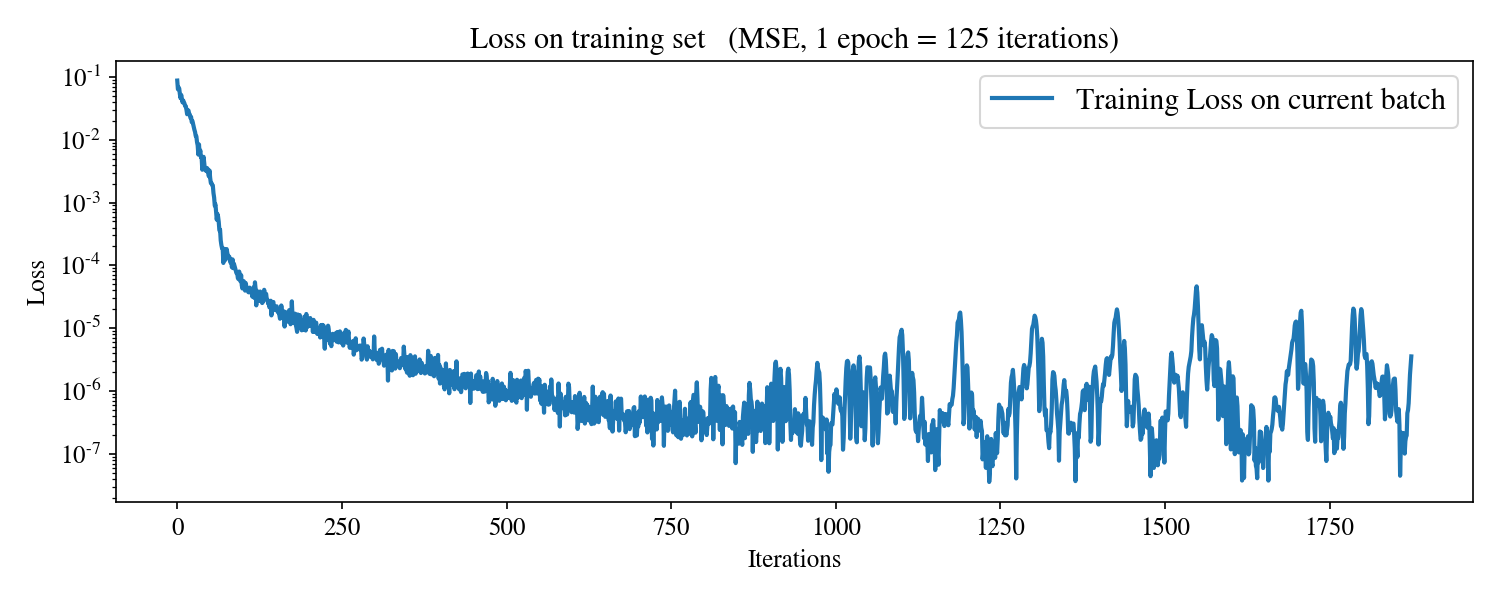 Loss on training set (MSE, 1 epoch = 125 iterations)
Training Loss on current batch
Loss
10-1
10-2
10-3
10-4
10-5
10-6
10-7
0 250 500 750 1000 1250 1500 1750
Iterations